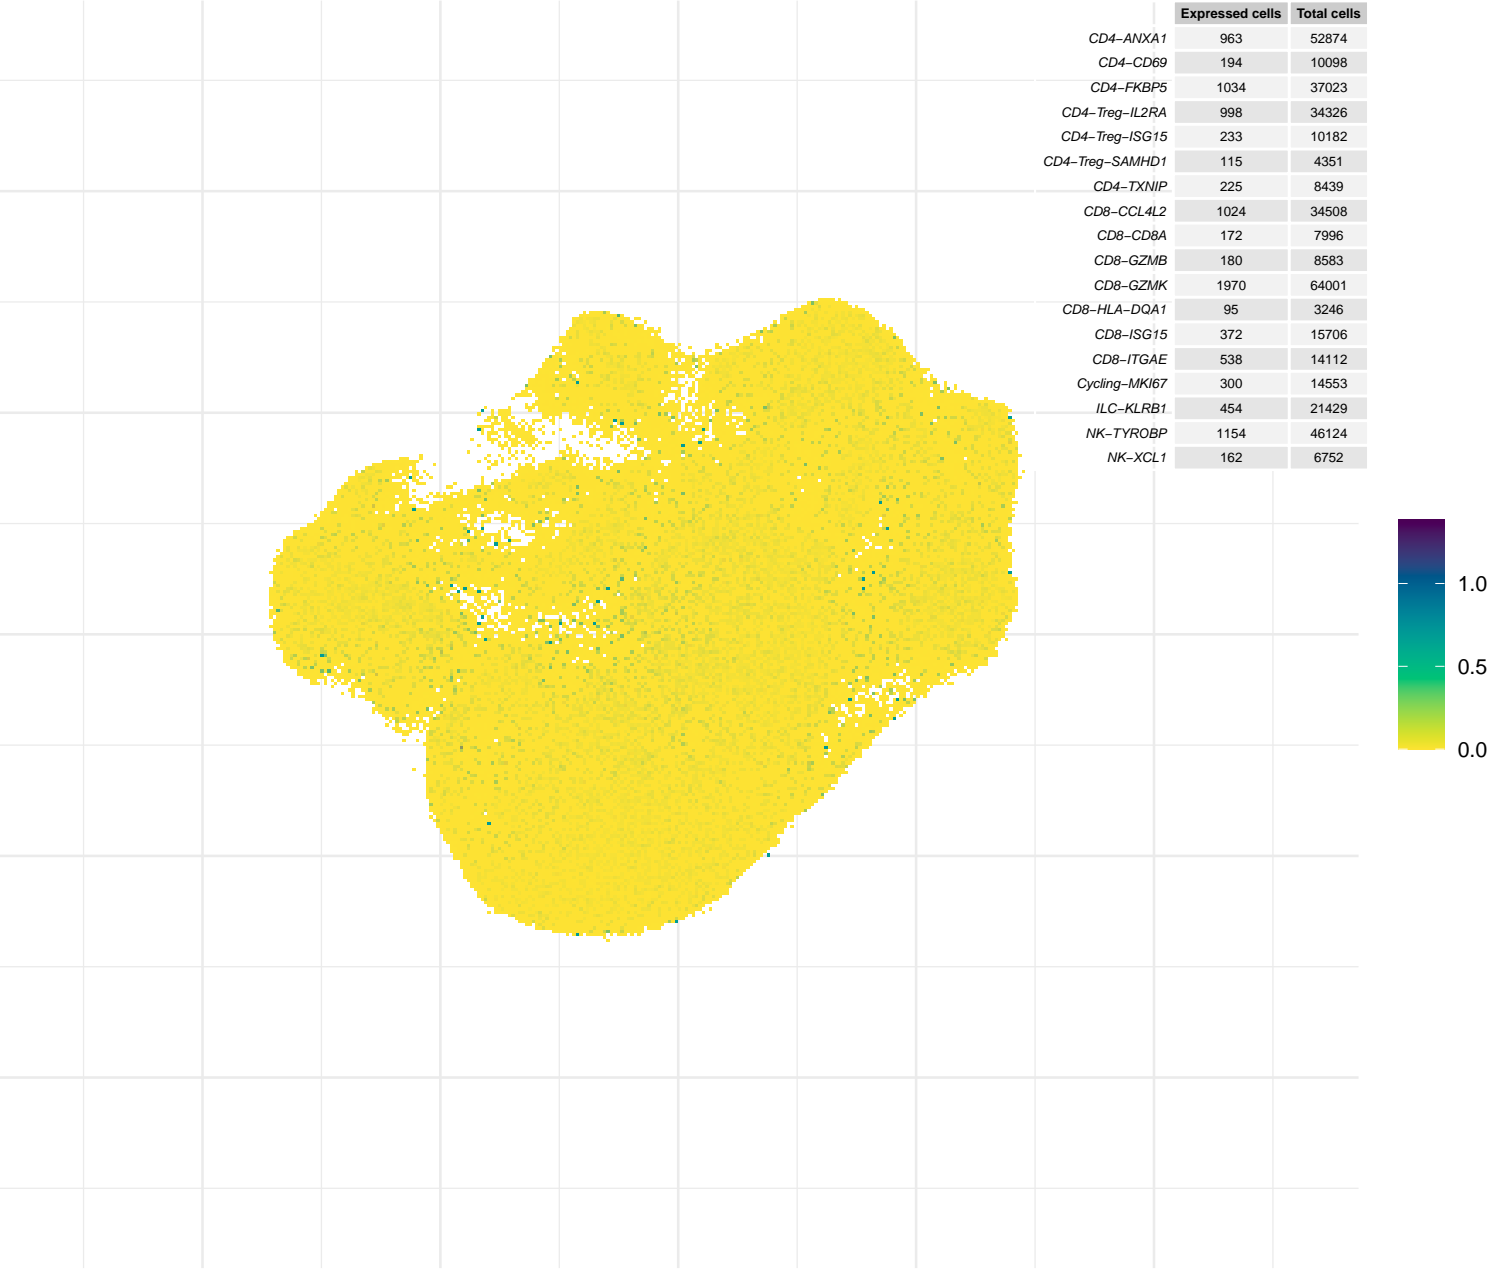 Expressed cells Total cells
CD4−ANXA1 963 52874
CD4−CD69 194 10098
CD4−FKBP5 1034 37023
CD4−Treg−IL2RA 998 34326
CD4−Treg−ISG15 233 10182
CD4−Treg−SAMHD1 115 4351
CD4−TXNIP 225 8439
CD8−CCL4L2 1024 34508
CD8−CD8A 172 7996
CD8−GZMB 180 8583
CD8−GZMK 1970 64001
CD8−HLA−DQA1 95 3246
CD8−ISG15 372 15706
CD8−ITGAE 538 14112
Cycling−MKI67 300 14553
ILC−KLRB1 454 21429
NK−TYROBP 1154 46124
NK−XCL1 162 6752
1.0
0.5
0.0